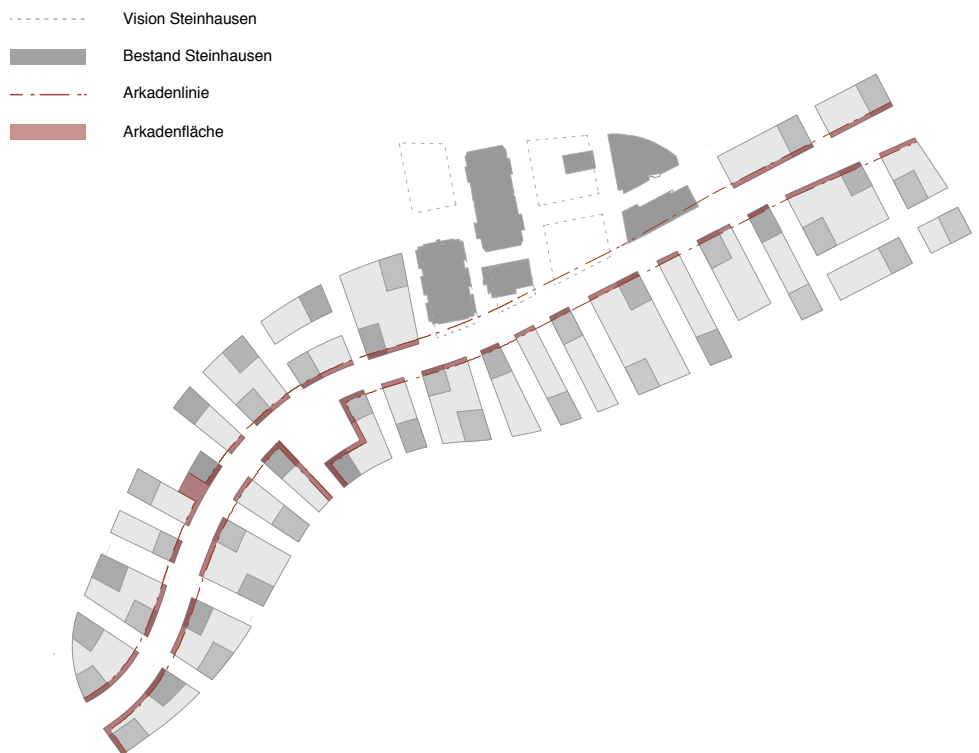 Vision Steinhausen
Bestand Steinhausen
Arkadenlinie
Arkadenfläche